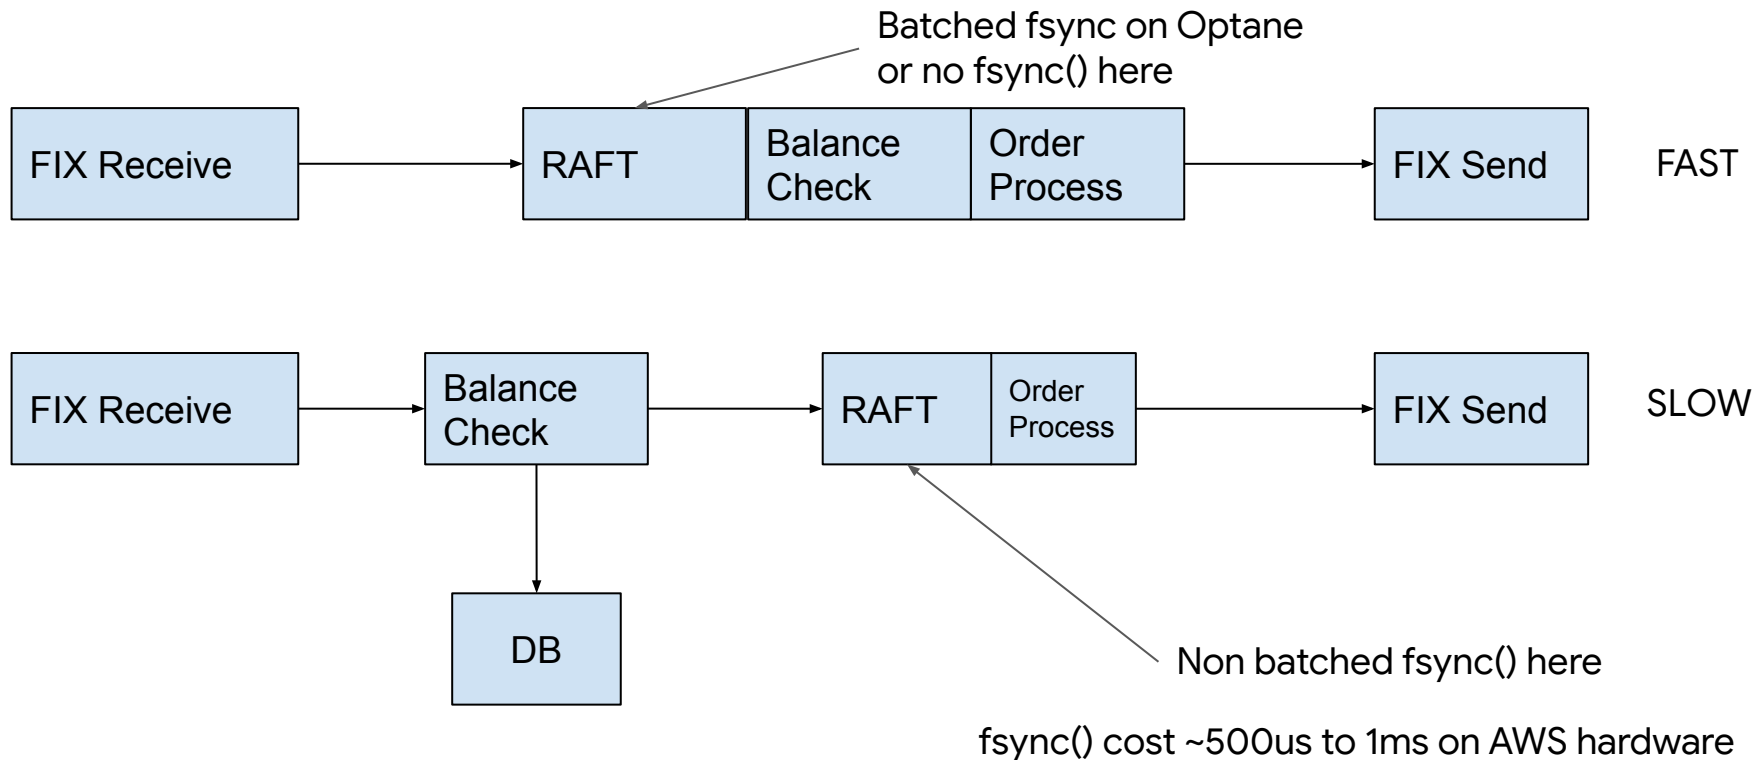 Batched fsync on Optane
or no fsync() here
FIX Receive
RAFT
Balance
Check
Order
Process
FIX Send
FAST
FIX Receive
Balance
Check
RAFT
Order
Process
FIX Send
SLOW
DB
Non batched fsync() here
fsync() cost ~500us to 1ms on AWS hardware